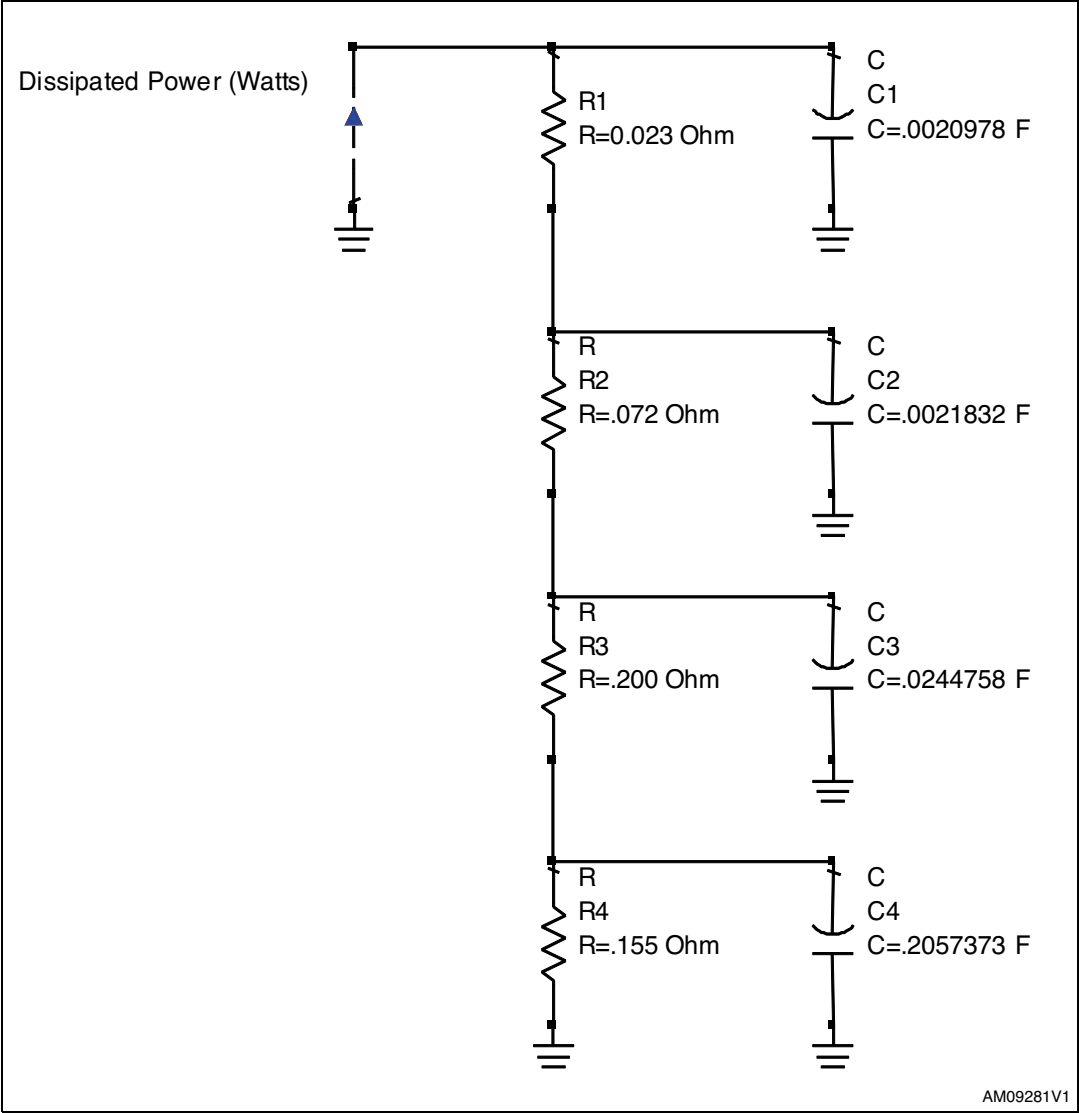 Dissipated Power (Watts)
R1
R=0.023 Ohm
C
C1
C=.0020978 F
R
R2
R=.072 Ohm
C
C2
C=.0021832 F
R
R3
R=.200 Ohm
C
C3
C=.0244758 F
R
R4
R=.155 Ohm
C
C4
C=.2057373 F
AM09281V1